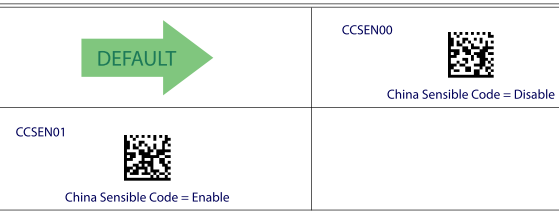 DEFAULT
CCSEN00
China Sensible Code = Disable
CCSEN01
China Sensible Code = Enable